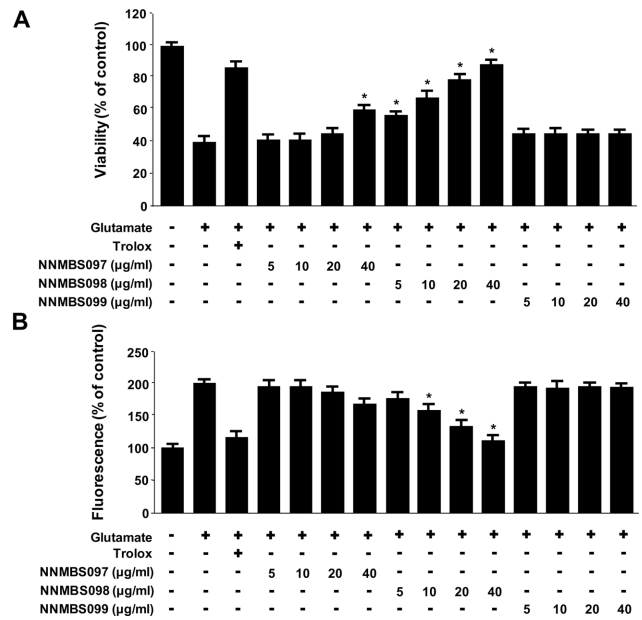 A
Viability (% of control)
120
100
80
60
40
20
0
* * * * *
Glutamate - + + + + + + + + + + + + + +
Trolox - - + - - - - - - - - - - - -
NNMBS097 (µg/ml) - - - 5 10 20 40 - - - - - - - -
NNMBS098 (µg/ml) - - - - - - - 5 10 20 40 - - - -
NNMBS099 (µg/ml) - - - - - - - - - - - 5 10 20 40
B
Fluorescence (% of control)
250
200
150
100
50
0
* * *
Glutamate - + + + + + + + + + + + + + +
Trolox - - + - - - - - - - - - - - -
NNMBS097 (µg/ml) - - - 5 10 20 40 - - - - - - - -
NNMBS098 (µg/ml) - - - - - - - 5 10 20 40 - - - -
NNMBS099 (µg/ml) - - - - - - - - - - - 5 10 20 40